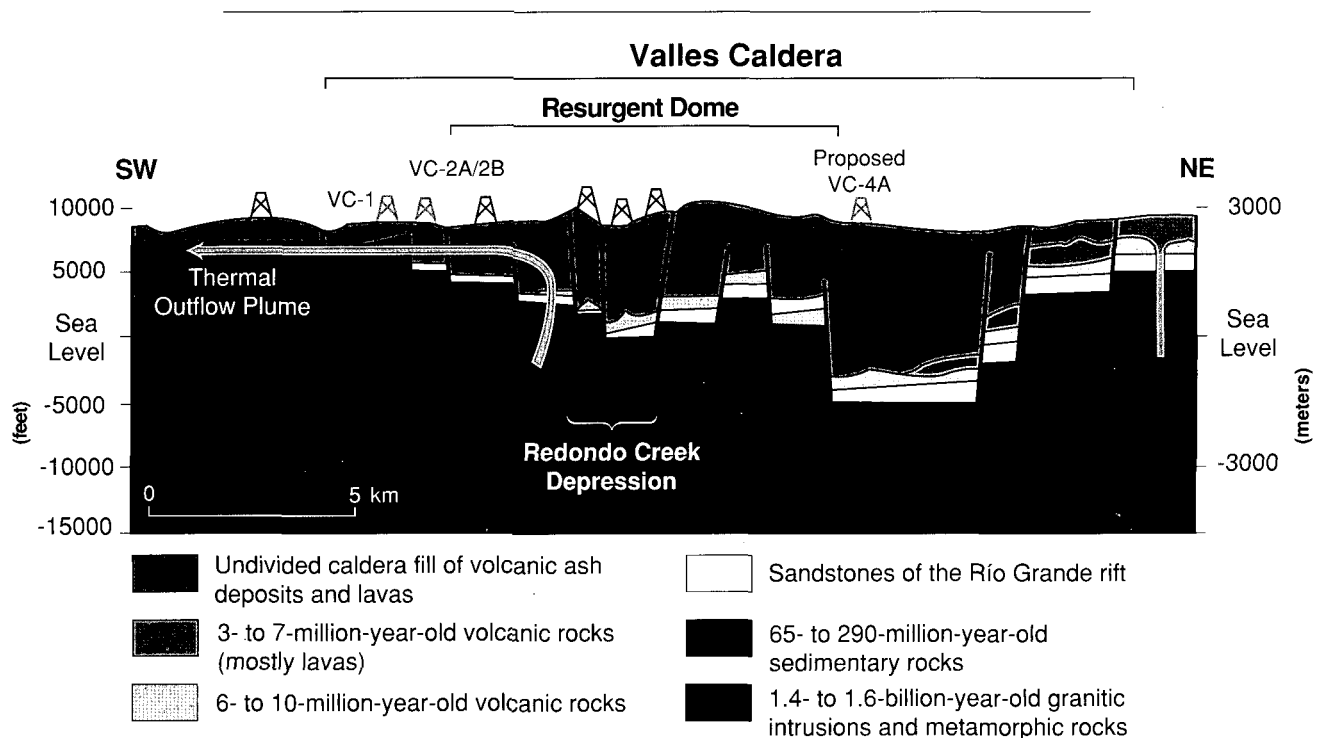 Valles Caldera
Resurgent Dome
SW
VC-1
VC-2A/2B
Proposed
VC-4A
NE
10000
5000
Sea
Level
-5000
-10000
-15000
(feet)
3000
Sea
Level
-3000
(meters)
Thermal
Outflow Plume
Redondo Creek
Depression
0 5 km
Undivided caldera fill of volcanic ash
deposits and lavas
3- to 7-million-year-old volcanic rocks
(mostly lavas)
6- to 10-million-year-old volcanic rocks
Sandstones of the Río Grande rift
65- to 290-million-year-old
sedimentary rocks
1.4- to 1.6-billion-year-old granitic
intrusions and metamorphic rocks